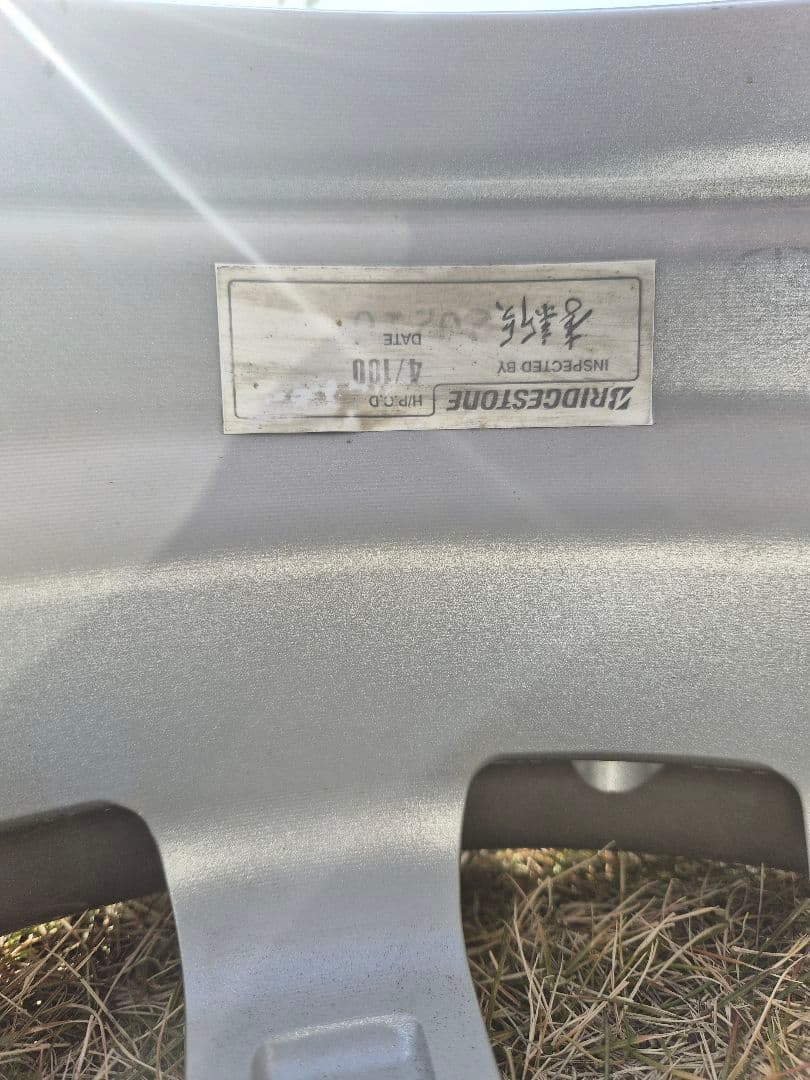 BRIDGESTONE
H/P.C.D
4/100
INSPECTED BY
DATE